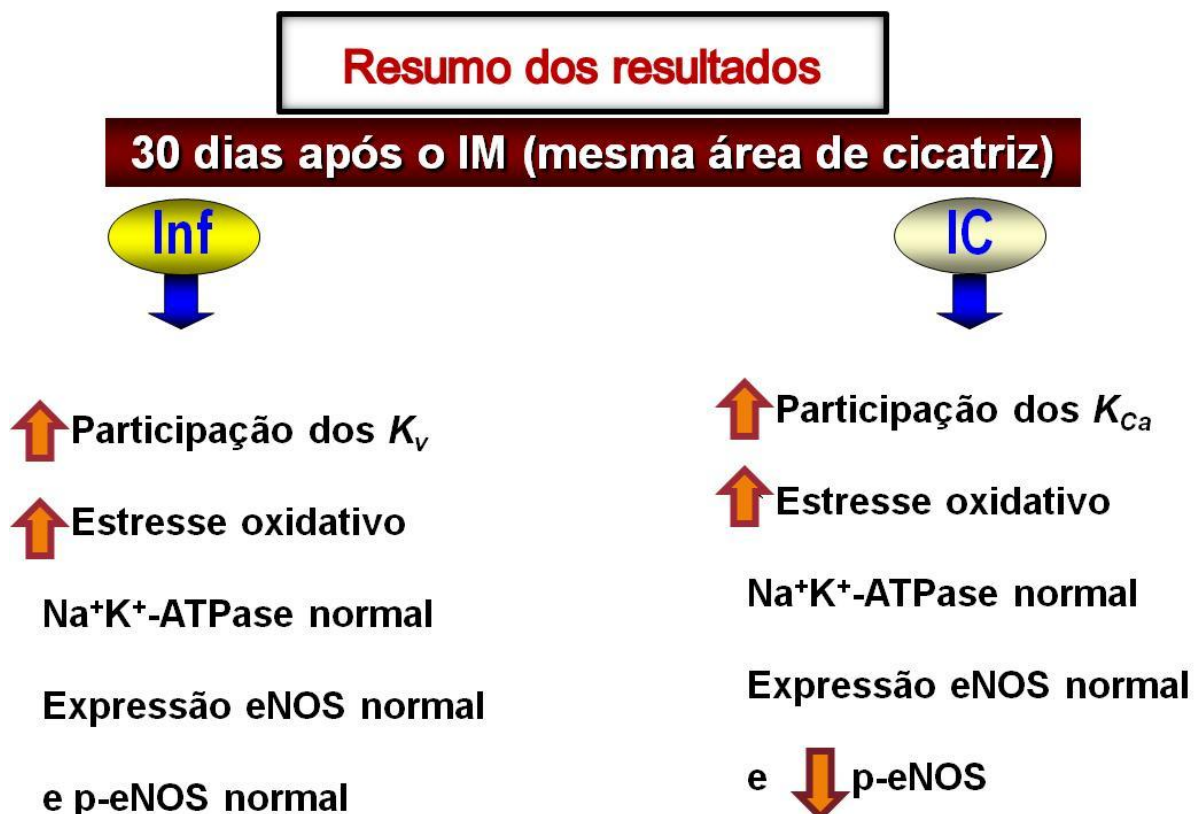 Resumo dos resultados
30 dias após o IM (mesma área de cicatriz)
Inf
Participação dos Kv
Estresse oxidativo
Na⁺K⁺-ATPase normal
Expressão eNOS normal
e p-eNOS normal
IC
Participação dos KCa
Estresse oxidativo
Na⁺K⁺-ATPase normal
Expressão eNOS normal
e p-eNOS